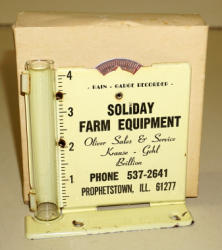 - RAIN - GAUGE RECORDER -
4
3
2
1
SOLIDAY
FARM EQUIPMENT
Oliver Sales & Service
Krause - Gehl
Brillion
PHONE 537-2641
PROPHETSTOWN, ILL. 61277